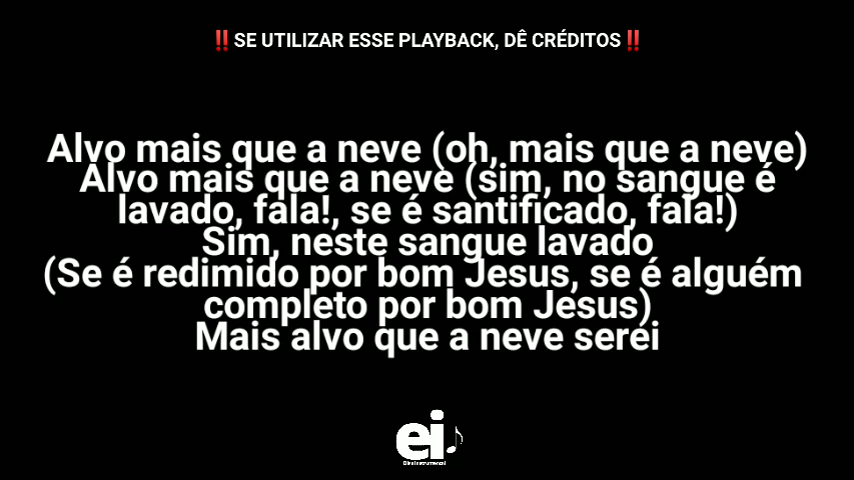 ‼️SE UTILIZAR ESSE PLAYBACK, DÊ CRÉDITOS‼️
Alvo mais que a neve (oh, mais que a neve)
Alvo mais que a neve (sim, no sangue é
lavado, fala!, se é santificado, fala!)
Sim, neste sangue lavado
(Se é redimido por bom Jesus, se é alguém
completo por bom Jesus)
Mais alvo que a neve serei
ei